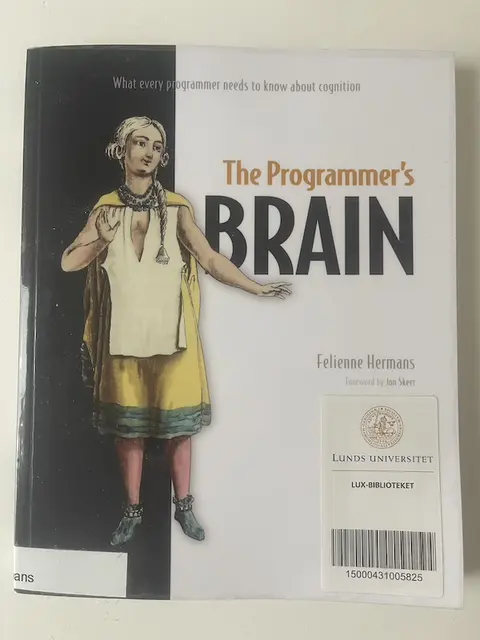 What every programmer needs to know about cognition
The Programmer's
BRAIN
Felienne Hermans
Foreword by Jon Skeet
LUNDS UNIVERSITET
LUX-BIBLIOTEKET
15000431005825
ans